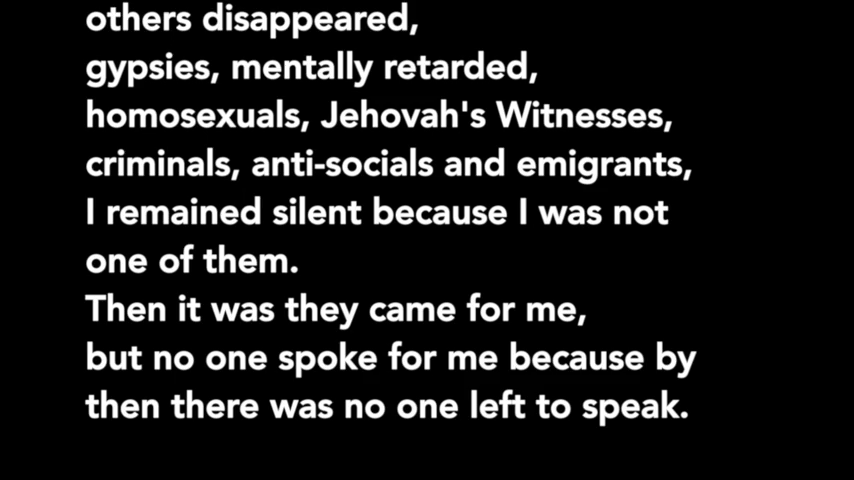 others disappeared,
gypsies, mentally retarded,
homosexuals, Jehovah's Witnesses,
criminals, anti-socials and emigrants,
I remained silent because I was not
one of them.
Then it was they came for me,
but no one spoke for me because by
then there was no one left to speak.